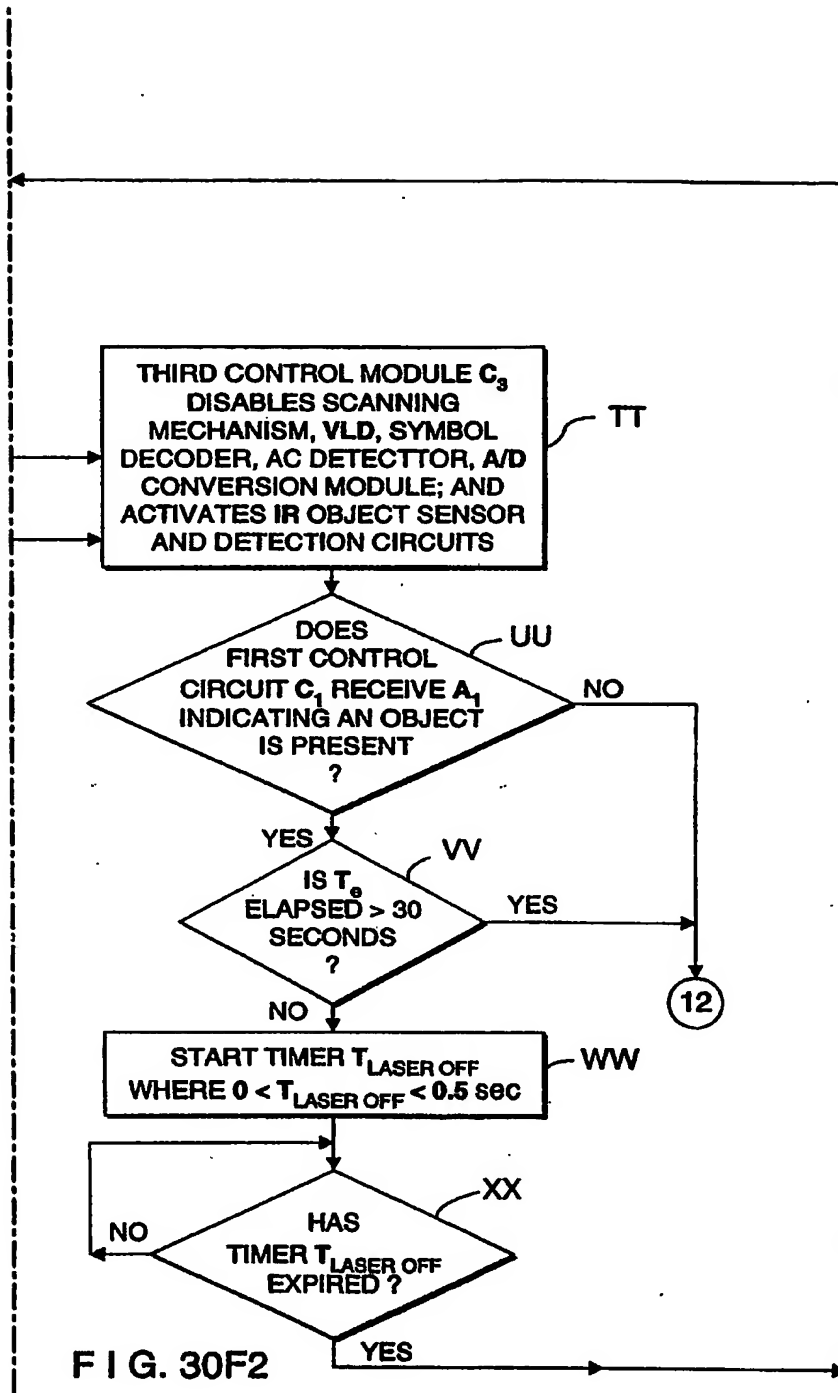 THIRD CONTROL MODULE C3
DISABLES SCANNING
MECHANISM, VLD, SYMBOL
DECODER, AC DETECTTOR, A/D
CONVERSION MODULE; AND
ACTIVATES IR OBJECT SENSOR
AND DETECTION CIRCUITS
TT
DOES
FIRST CONTROL
CIRCUIT C1 RECEIVE A1
INDICATING AN OBJECT
IS PRESENT
?
UU
NO
YES
IS Te
ELAPSED > 30
SECONDS
?
VV
YES
12
NO
START TIMER TLASER OFF
WHERE 0 < TLASER OFF < 0.5 sec
WW
HAS
TIMER TLASER OFF
EXPIRED ?
XX
NO
YES
FIG. 30F2